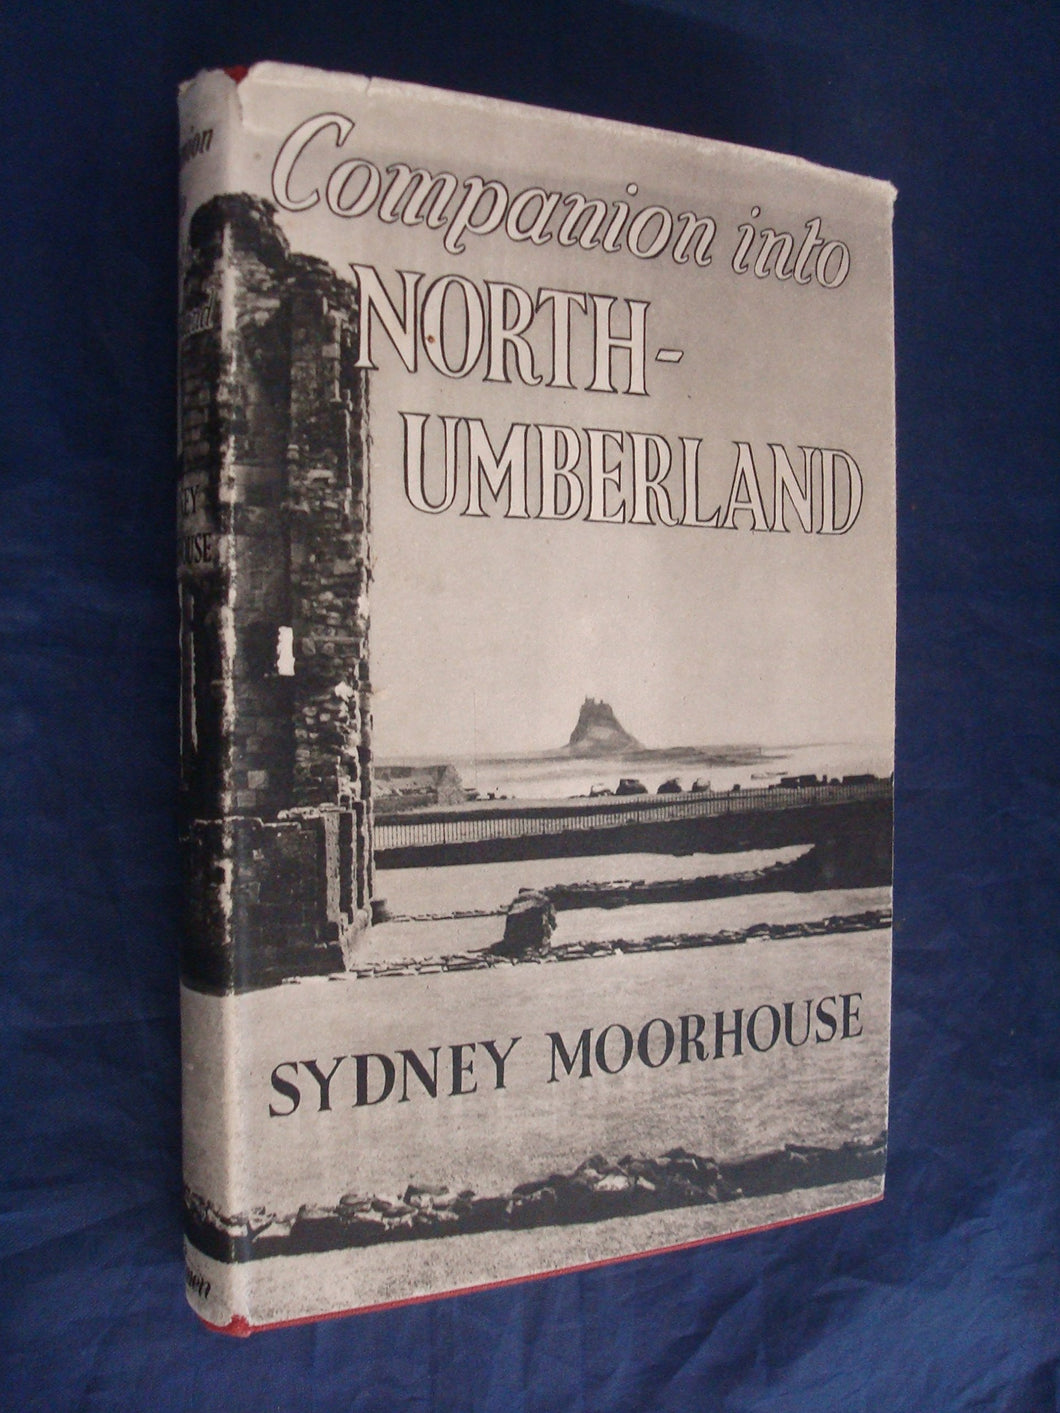 Companion into
NORTH-
UMBERLAND
SYDNEY MOORHOUSE